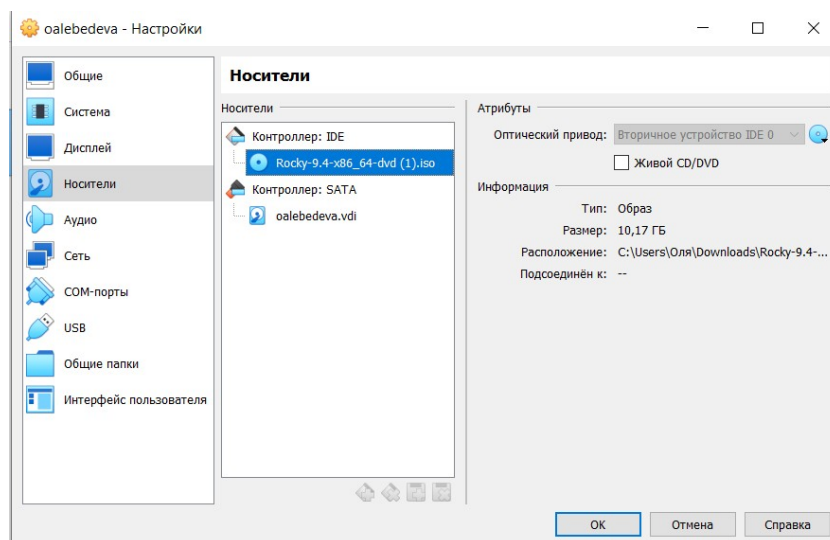 oalebedeva - Настройки
Общие
Система
Дисплей
Носители
Аудио
Сеть
COM-порты
USB
Общие папки
Интерфейс пользователя
Носители
Носители
Контроллер: IDE
Rocky-9.4-x86_64-dvd (1).iso
Контроллер: SATA
oalebedeva.vdi
Атрибуты
Оптический привод: Вторичное устройство IDE 0
Живой CD/DVD
Информация
Тип: Образ
Размер: 10,17 ГБ
Расположение: C:\Users\Оля\Downloads\Rocky-9.4-...
Подсоединён к: --
OK Отмена Справка